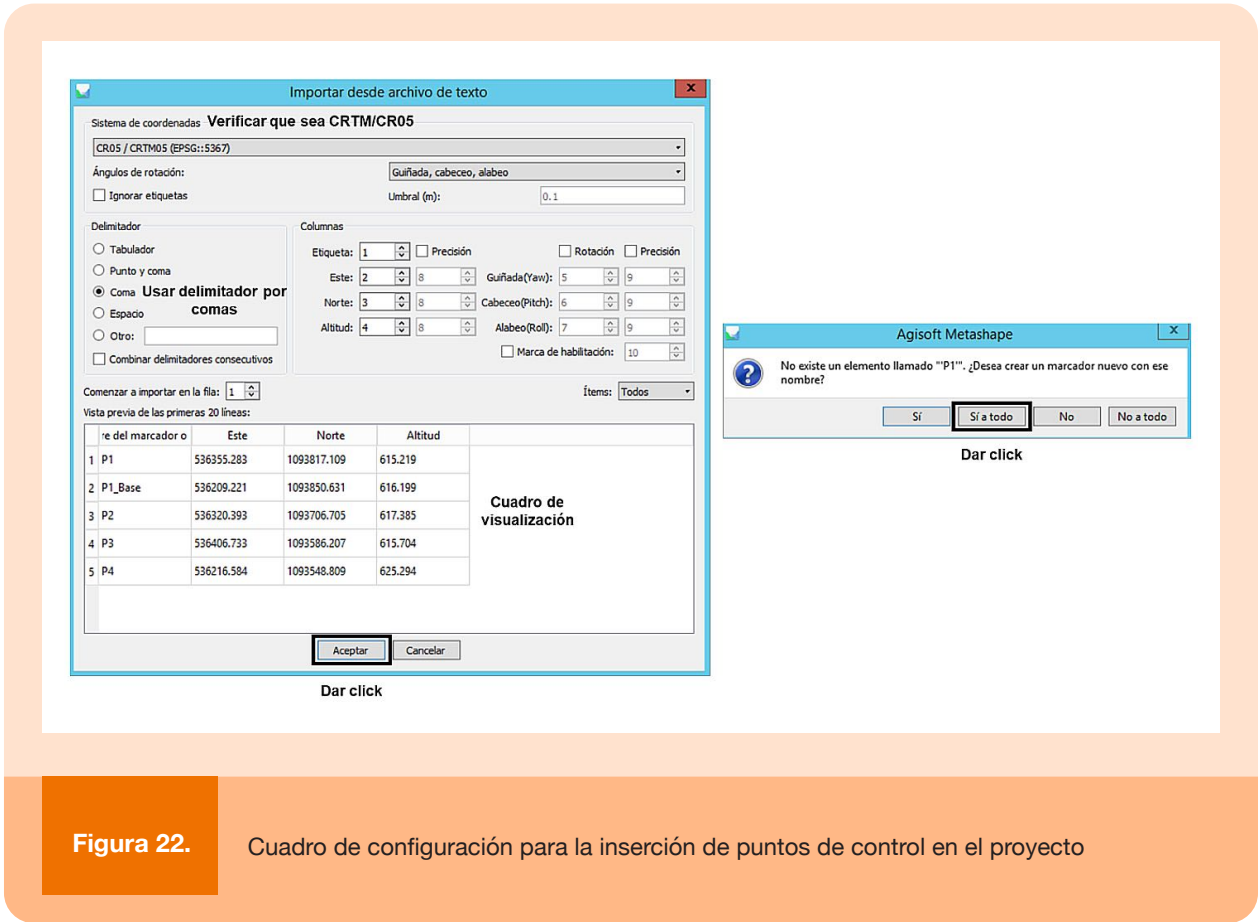 Importar desde archivo de texto
x
Sistema de coordenadas Verificar que sea CRTM/CR05
CR05 / CRTM05 (EPSG::5367)
Ángulos de rotación: Guiñada, cabeceo, alabeo
Ignorar etiquetas Umbral (m): 0.1
Delimitador
Tabulador
Punto y coma
Coma Usar delimitador por
Espacio comas
Otro:
Combinar delimitadores consecutivos
Columnas
Etiqueta: 1 Precisión Rotación Precisión
Este: 2 8 Guiñada(Yaw): 5 9
Norte: 3 8 Cabeceo(Pitch): 6 9
Altitud: 4 8 Alabeo(Roll): 7 9
Marca de habilitación: 10
Comenzar a importar en la fila: 1 Ítems: Todos
Vista previa de las primeras 20 líneas:
re del marcador o Este Norte Altitud
1 P1 536355.283 1093817.109 615.219
2 P1_Base 536209.221 1093850.631 616.199
3 P2 536320.393 1093706.705 617.385
4 P3 536406.733 1093586.207 615.704
5 P4 536216.584 1093548.809 625.294
Cuadro de
visualización
Aceptar Cancelar
Dar click
Agisoft Metashape
x
No existe un elemento llamado "'P1'". ¿Desea crear un marcador nuevo con ese
nombre?
Sí Sí a todo No No a todo
Dar click
Figura 22. Cuadro de configuración para la inserción de puntos de control en el proyecto